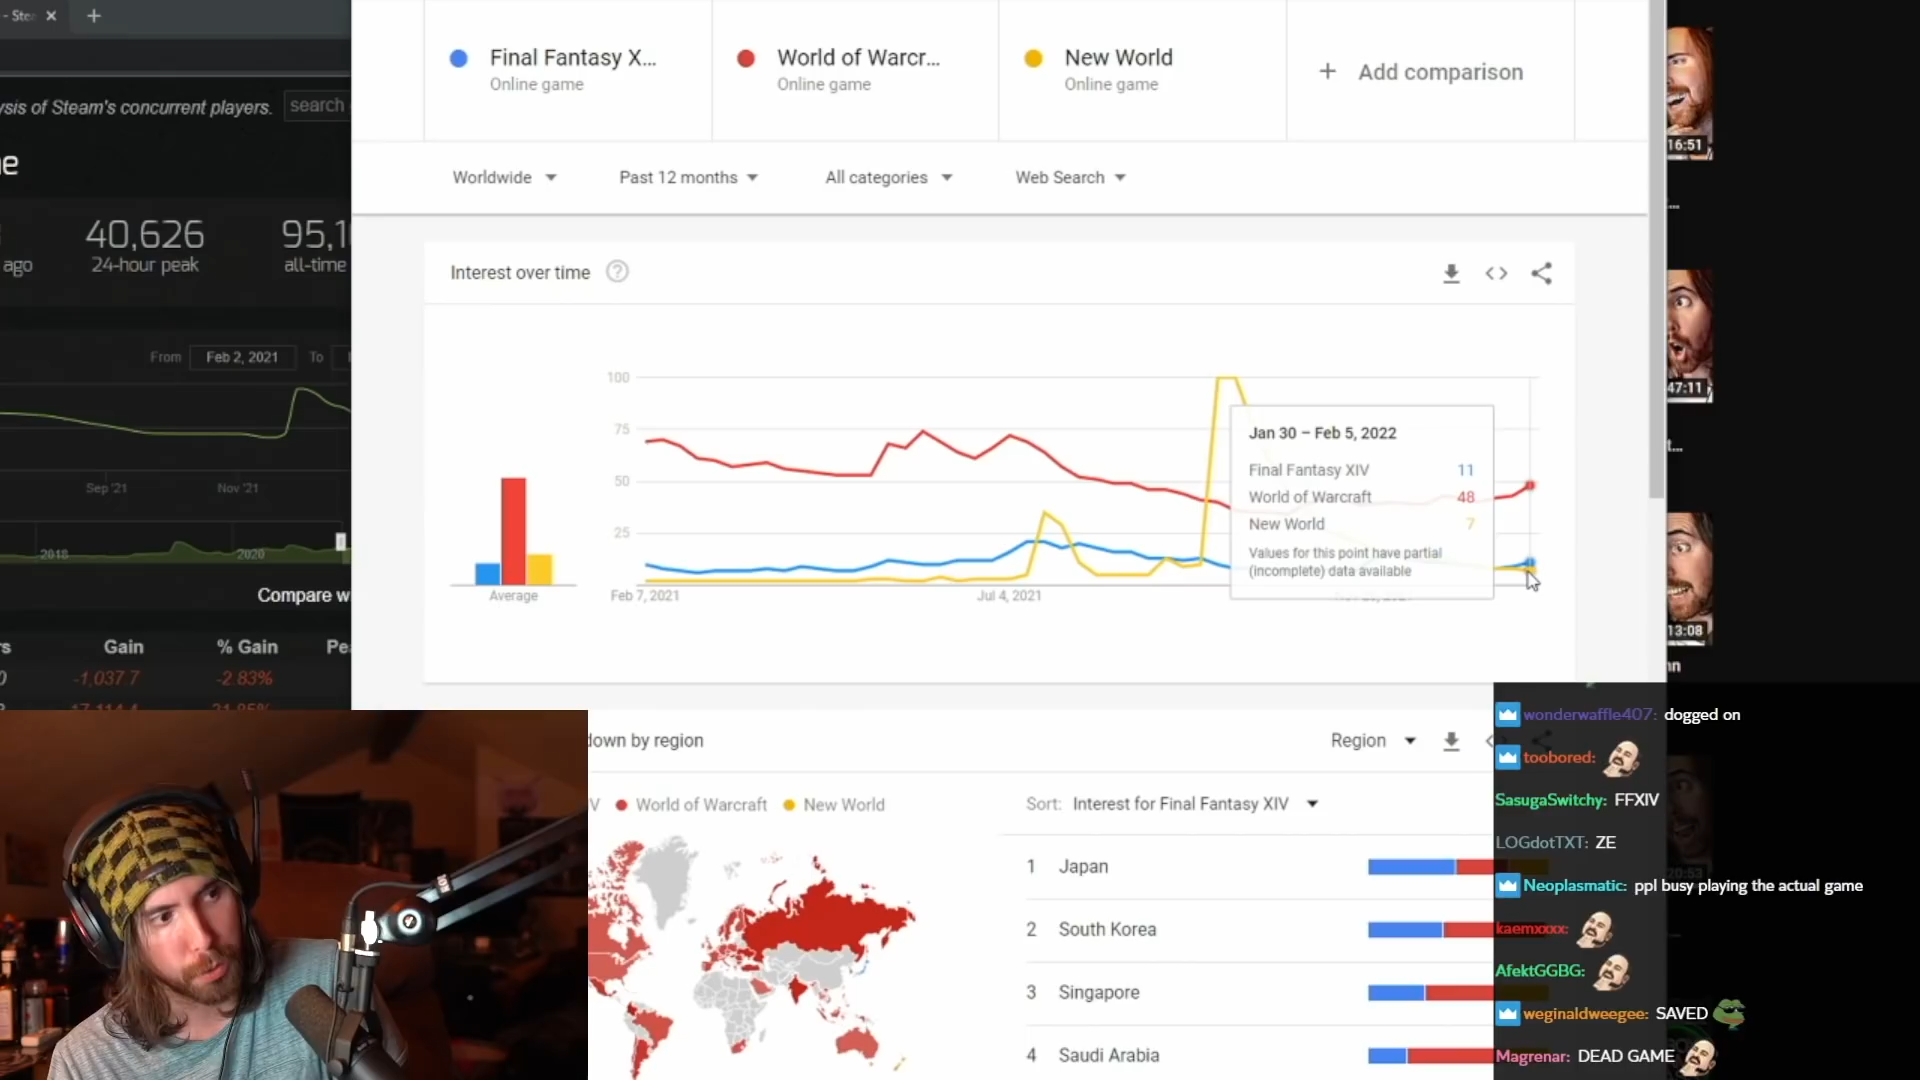 - Ste
Final Fantasy X...
Online game
World of Warcr...
Online game
New World
Online game
+ Add comparison
ysis of Steam's concurrent players.
search
16:51
Worldwide
Past 12 months
All categories
Web Search
40,626
24-hour peak
95,1
all-time
ago
Interest over time
From Feb 2, 2021 To
100
75
50
25
47:11
Jan 30 – Feb 5, 2022
Final Fantasy XIV 11
World of Warcraft 48
New World 7
Values for this point have partial
(incomplete) data available
Sep '21
Nov '21
2018
2020
Compare w
Average
Feb 7, 2021
Jul 4, 2021
13:08
Gain
% Gain
-1,037.7
-2.83%
down by region
Region
World of Warcraft
New World
Sort: Interest for Final Fantasy XIV
1 Japan
2 South Korea
3 Singapore
4 Saudi Arabia
wonderwaffle407: dogged on
toobored:
SasugaSwitchy: FFXIV
LOGdotTXT: ZE
Neoplasmatic: ppl busy playing the actual game
kaemxxxx:
AfektGGBG:
weginaldweegee: SAVED
Magrenar: DEAD GAME